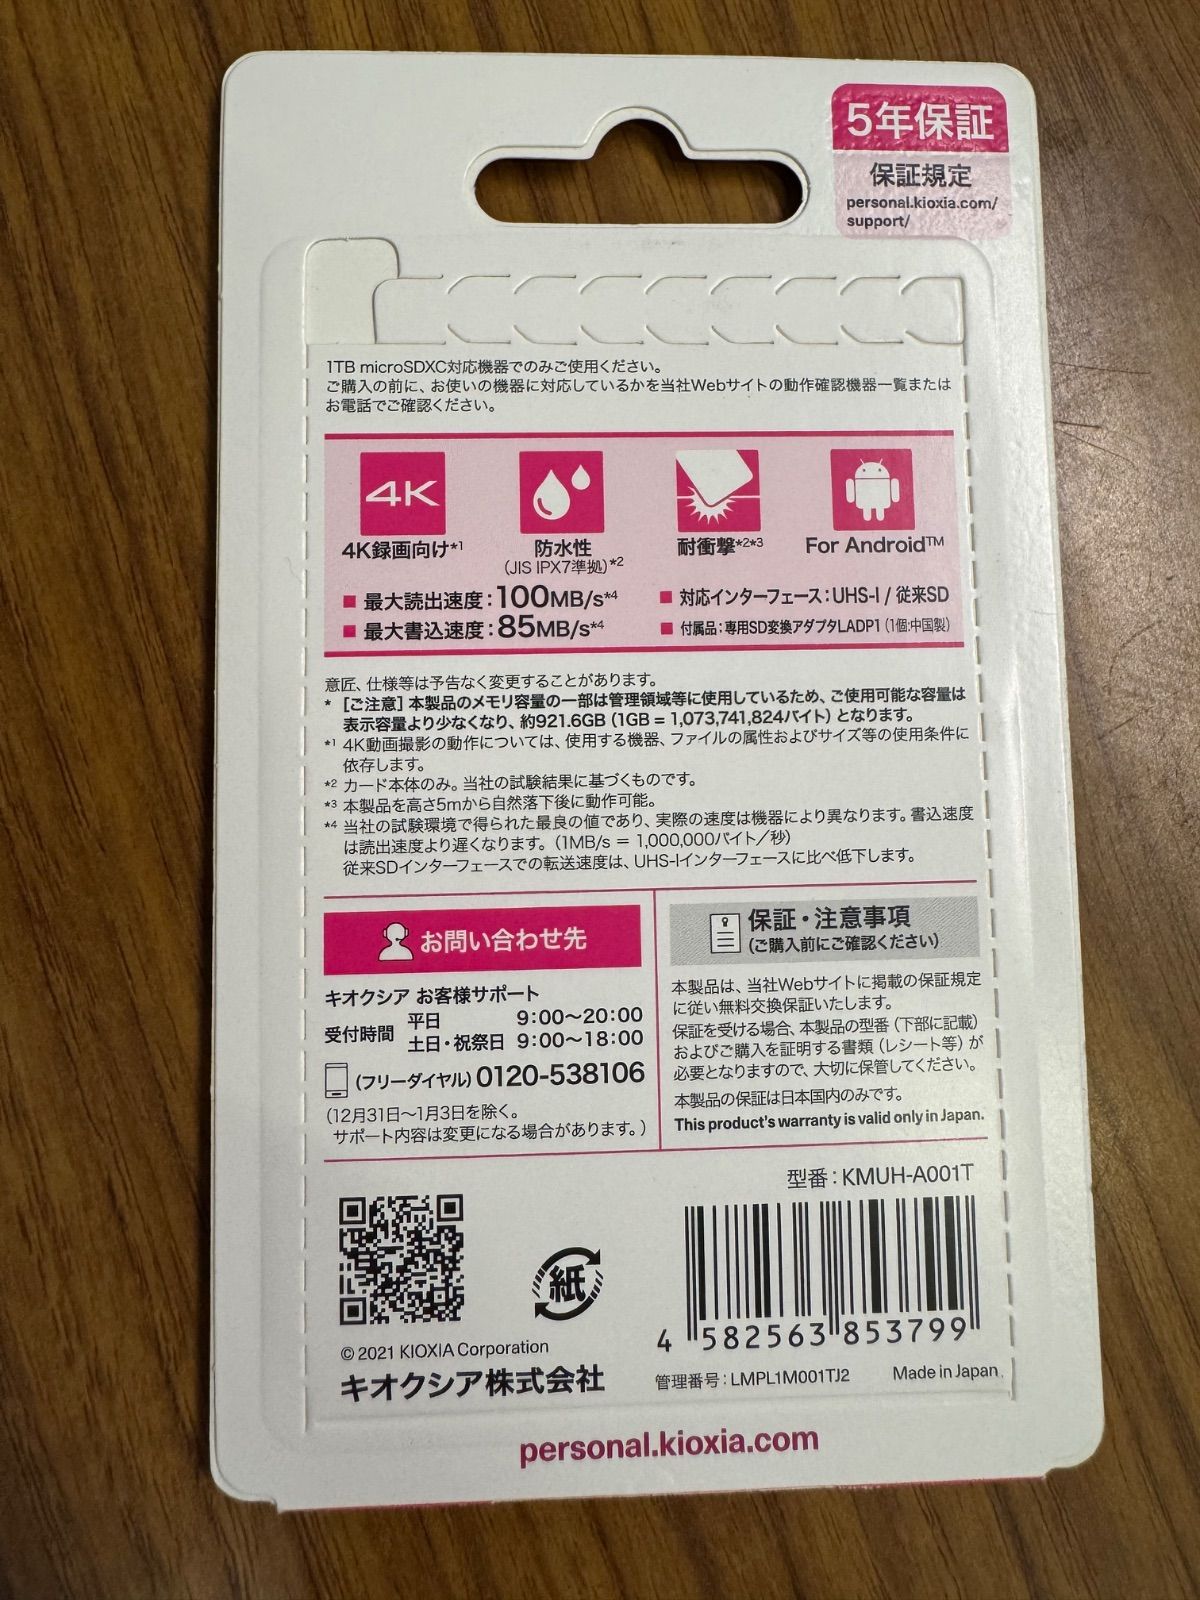 5年保証
保証規定
personal.kioxia.com/
support/
1TB microSDXC対応機器でのみご使用ください。
ご購入の前に、お使いの機器に対応しているかを当社Webサイトの動作確認機器一覧または
お電話でご確認ください。
4K
4K録画向け*1
防水性
(JIS IPX7準拠)*2
耐衝撃*2*3
For Android™
■ 最大読出速度:100MB/s*4
■ 最大書込速度:85MB/s*4
■ 対応インターフェース:UHS-I / 従来SD
■ 付属品:専用SD変換アダプタLADP1(1個:中国製)
意匠、仕様等は予告なく変更することがあります。
* [ご注意] 本製品のメモリ容量の一部は管理領域等に使用しているため、ご使用可能な容量は
表示容量より少なくなり、約921.6GB(1GB = 1,073,741,824バイト)となります。
*1 4K動画撮影の動作については、使用する機器、ファイルの属性およびサイズ等の使用条件に
依存します。
*2 カード本体のみ。当社の試験結果に基づくものです。
*3 本製品を高さ5mから自然落下後に動作可能。
*4 当社の試験環境で得られた最良の値であり、実際の速度は機器により異なります。書込速度
は読出速度より遅くなります。(1MB/s = 1,000,000バイト/秒)
従来SDインターフェースでの転送速度は、UHS-Iインターフェースに比べ低下します。
お問い合わせ先
キオクシア お客様サポート
受付時間
平日 9:00〜20:00
土日・祝祭日 9:00〜18:00
(フリーダイヤル)0120-538106
(12月31日〜1月3日を除く。
サポート内容は変更になる場合があります。)
保証・注意事項
(ご購入前にご確認ください)
本製品は、当社Webサイトに掲載の保証規定
に従い無料交換保証いたします。
保証を受ける場合、本製品の型番(下部に記載)
およびご購入を証明する書類(レシート等)が
必要となりますので、大切に保管してください。
本製品の保証は日本国内のみです。
This product's warranty is valid only in Japan.
型番:KMUH-A001T
紙
4 582563 853799
© 2021 KIOXIA Corporation
キオクシア株式会社
管理番号:LMPL1M001TJ2
Made in Japan
personal.kioxia.com